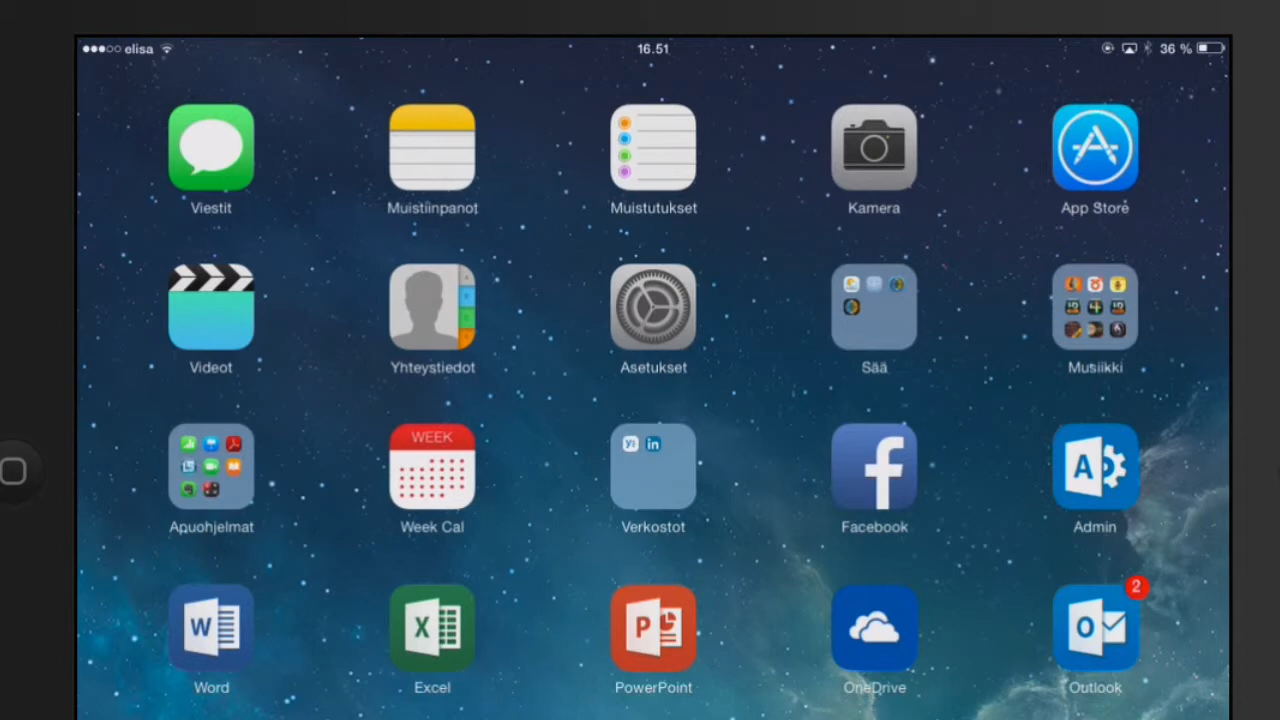 elisa 16.51 36 %
Viestit Muistiinpanot Muistutukset Kamera App Store
Videot Yhteystiedot Asetukset Sää Musiikki
WEEK
Apuohjelmat Week Cal Verkostot Facebook Admin
2
Word Excel PowerPoint OneDrive Outlook